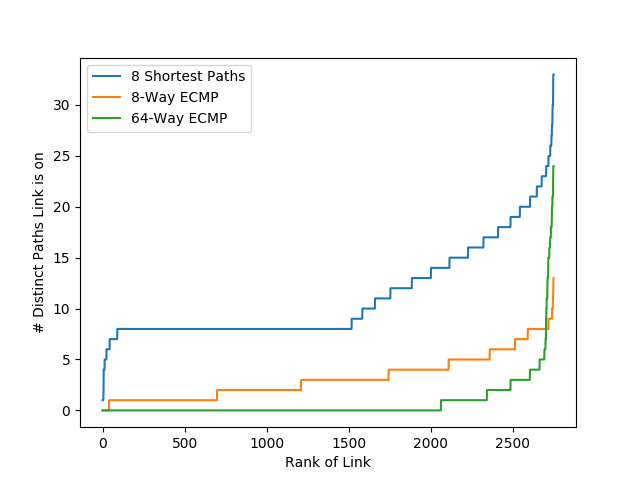 8 Shortest Paths
8-Way ECMP
64-Way ECMP
# Distinct Paths Link is on
30
25
20
15
10
5
0
0 500 1000 1500 2000 2500
Rank of Link